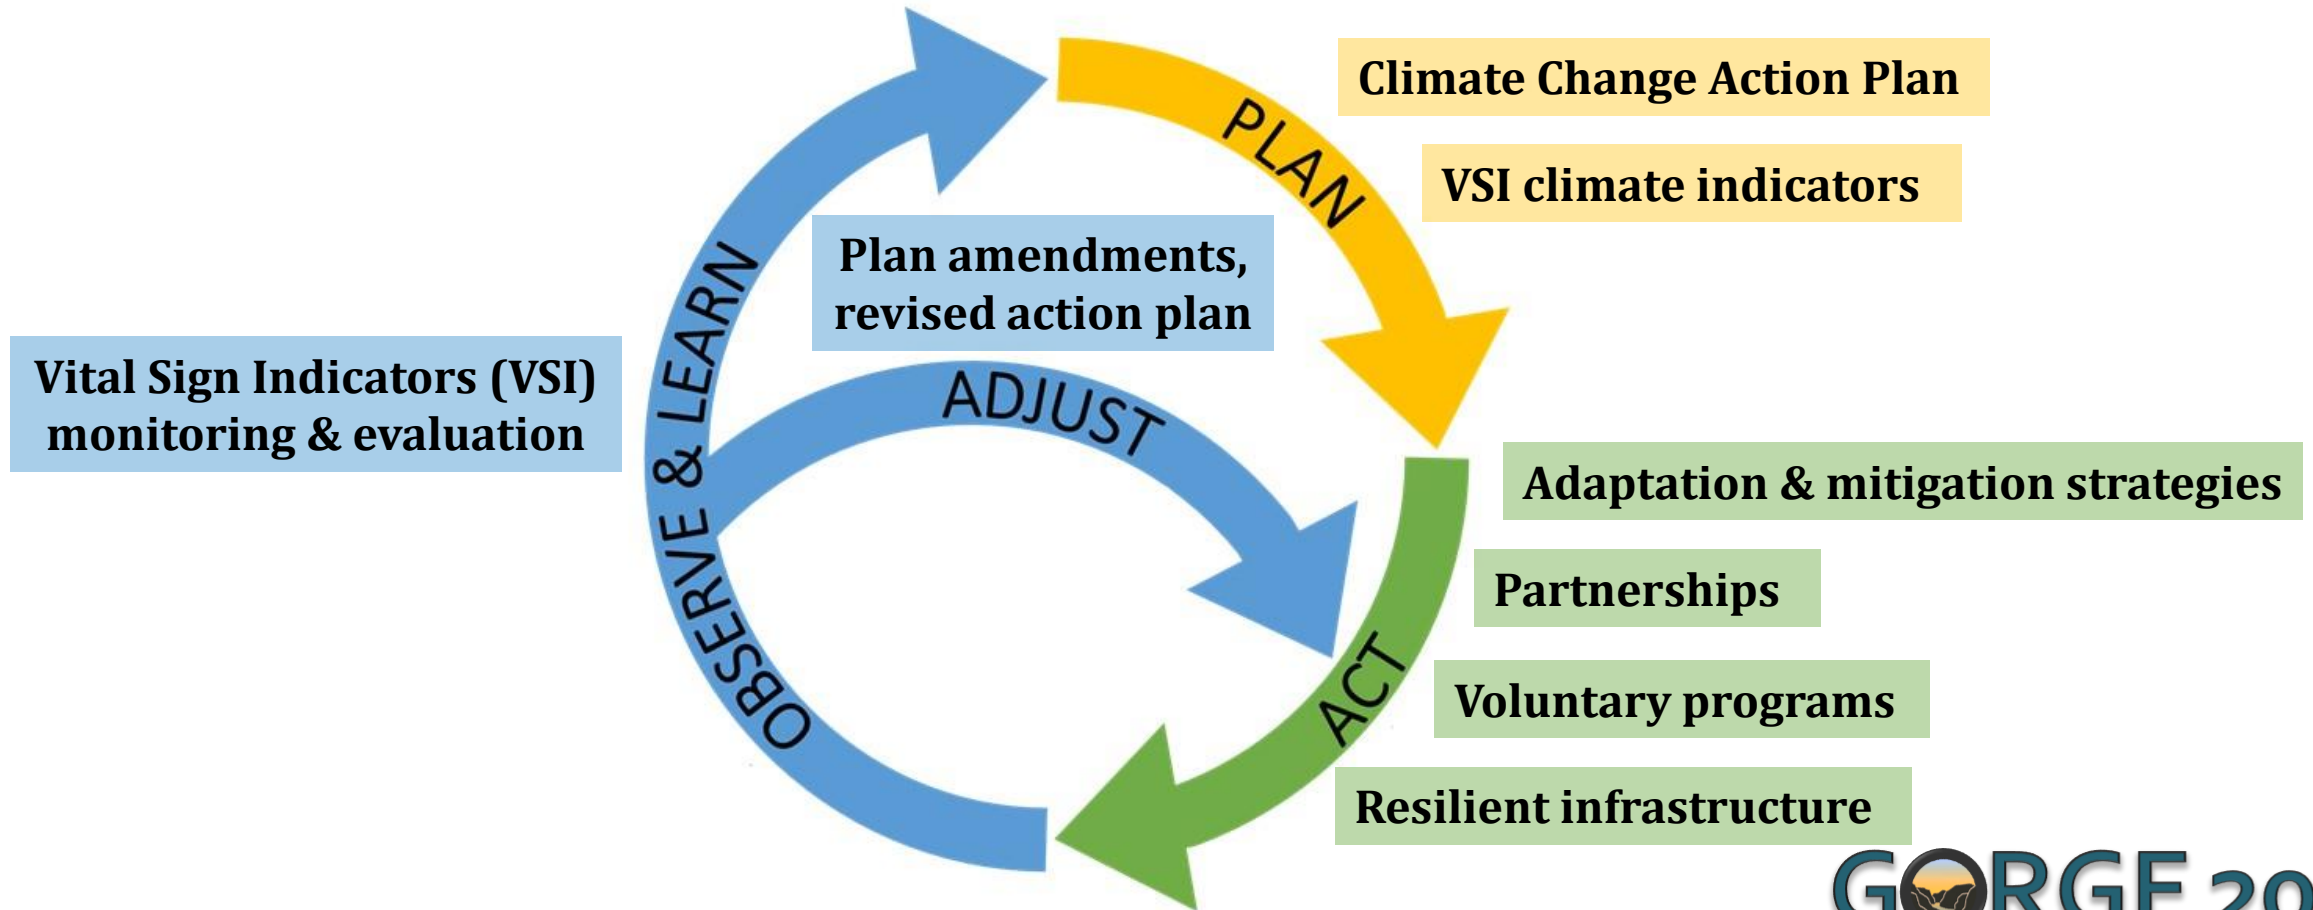 PLAN
Climate Change Action Plan
VSI climate indicators
Plan amendments,
revised action plan
OBSERVE & LEARN
Vital Sign Indicators (VSI)
monitoring & evaluation
ADJUST
Adaptation & mitigation strategies
Partnerships
ACT
Voluntary programs
Resilient infrastructure
GORGE 20